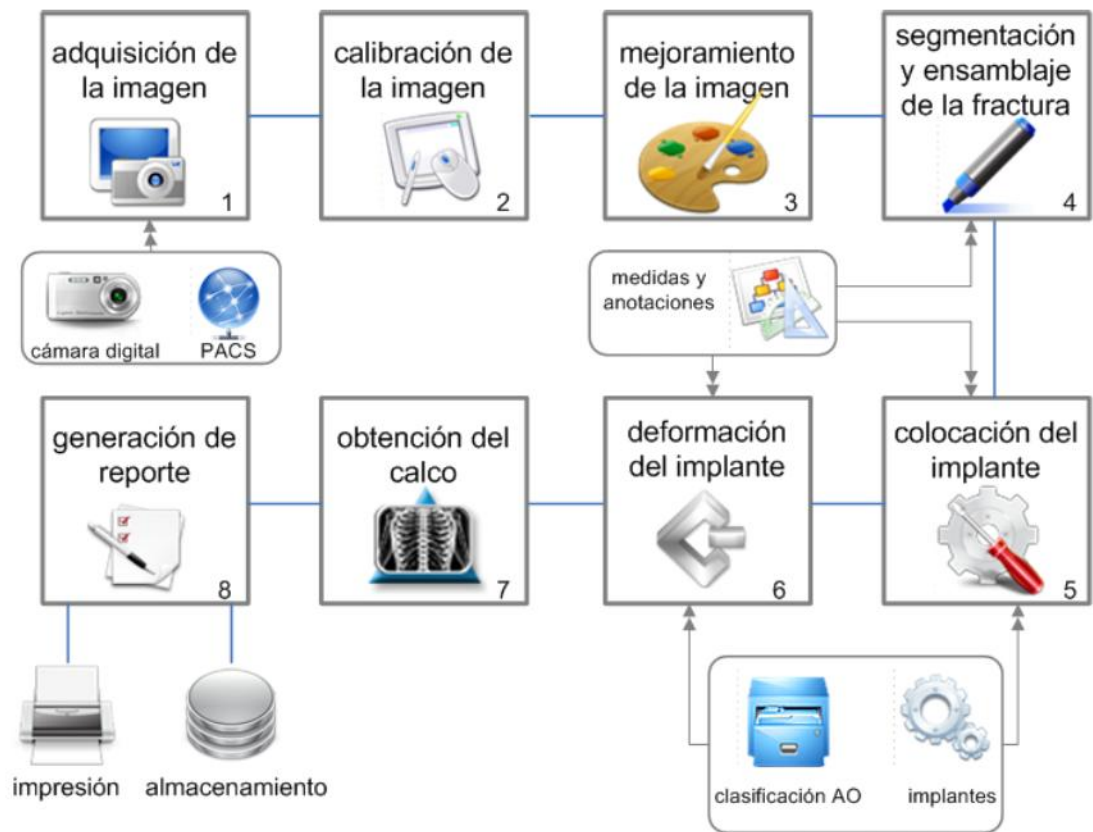 adquisición de
la imagen
1
calibración de
la imagen
2
mejoramiento
de la imagen
3
segmentación
y ensamblaje
de la fractura
4
cámara digital
PACS
medidas y
anotaciones
generación de
reporte
8
obtención del
calco
7
deformación
del implante
6
colocación del
implante
5
impresión
almacenamiento
clasificación AO
implantes